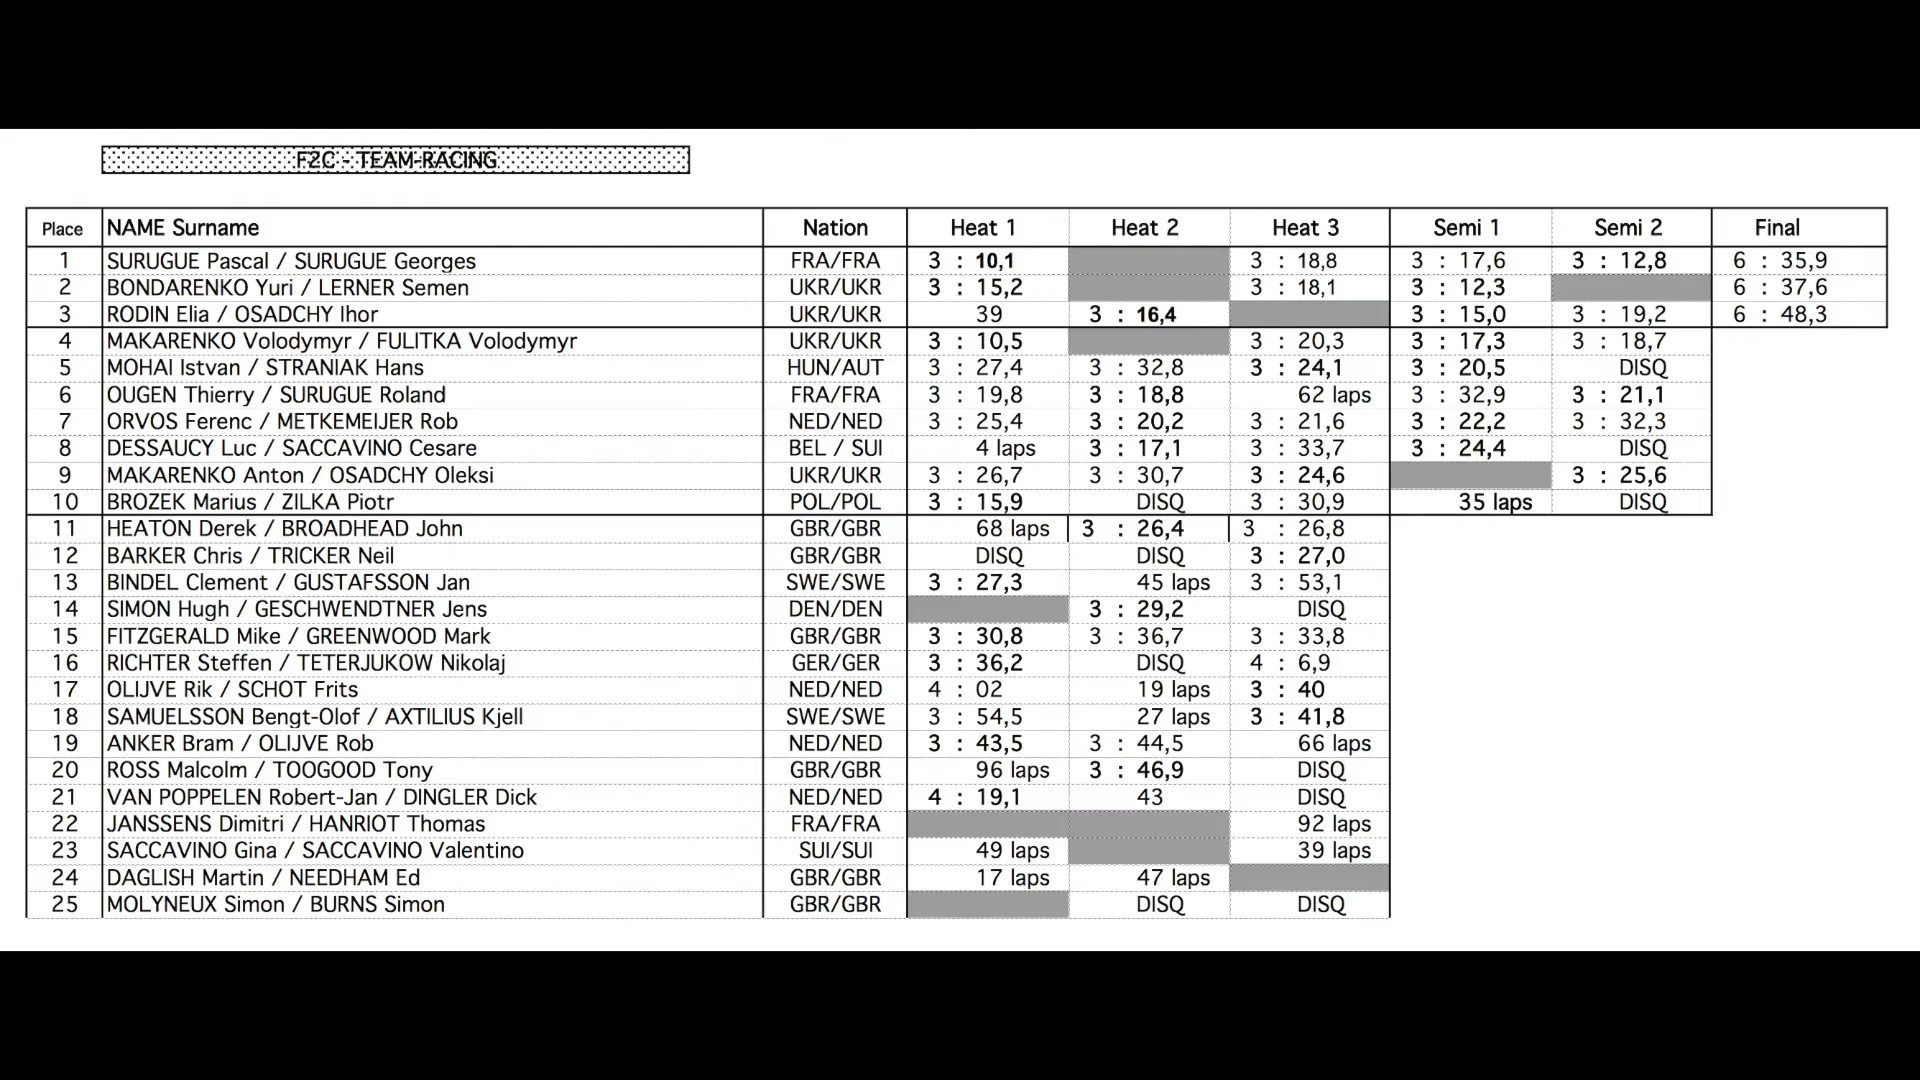 F2C - TEAM-RACING
Place NAME Surname Nation Heat 1 Heat 2 Heat 3 Semi 1 Semi 2 Final
1 SURUGUE Pascal / SURUGUE Georges FRA/FRA 3 : 10,1 3 : 18,8 3 : 17,6 3 : 12,8 6 : 35,9
2 BONDARENKO Yuri / LERNER Semen UKR/UKR 3 : 15,2 3 : 18,1 3 : 12,3 6 : 37,6
3 RODIN Elia / OSADCHY Ihor UKR/UKR 39 3 : 16,4 3 : 15,0 3 : 19,2 6 : 48,3
4 MAKARENKO Volodymyr / FULITKA Volodymyr UKR/UKR 3 : 10,5 3 : 20,3 3 : 17,3 3 : 18,7
5 MOHAI Istvan / STRANIAK Hans HUN/AUT 3 : 27,4 3 : 32,8 3 : 24,1 3 : 20,5 DISQ
6 OUGEN Thierry / SURUGUE Roland FRA/FRA 3 : 19,8 3 : 18,8 62 laps 3 : 32,9 3 : 21,1
7 ORVOS Ferenc / METKEMEIJER Rob NED/NED 3 : 25,4 3 : 20,2 3 : 21,6 3 : 22,2 3 : 32,3
8 DESSAUCY Luc / SACCAVINO Cesare BEL / SUI 4 laps 3 : 17,1 3 : 33,7 3 : 24,4 DISQ
9 MAKARENKO Anton / OSADCHY Oleksi UKR/UKR 3 : 26,7 3 : 30,7 3 : 24,6 3 : 25,6
10 BROZEK Marius / ZILKA Piotr POL/POL 3 : 15,9 DISQ 3 : 30,9 35 laps DISQ
11 HEATON Derek / BROADHEAD John GBR/GBR 68 laps 3 : 26,4 3 : 26,8
12 BARKER Chris / TRICKER Neil GBR/GBR DISQ DISQ 3 : 27,0
13 BINDEL Clement / GUSTAFSSON Jan SWE/SWE 3 : 27,3 45 laps 3 : 53,1
14 SIMON Hugh / GESCHWENDTNER Jens DEN/DEN 3 : 29,2 DISQ
15 FITZGERALD Mike / GREENWOOD Mark GBR/GBR 3 : 30,8 3 : 36,7 3 : 33,8
16 RICHTER Steffen / TETERJUKOW Nikolaj GER/GER 3 : 36,2 DISQ 4 : 6,9
17 OLIJVE Rik / SCHOT Frits NED/NED 4 : 02 19 laps 3 : 40
18 SAMUELSSON Bengt-Olof / AXTILIUS Kjell SWE/SWE 3 : 54,5 27 laps 3 : 41,8
19 ANKER Bram / OLIJVE Rob NED/NED 3 : 43,5 3 : 44,5 66 laps
20 ROSS Malcolm / TOOGOOD Tony GBR/GBR 96 laps 3 : 46,9 DISQ
21 VAN POPPELEN Robert-Jan / DINGLER Dick NED/NED 4 : 19,1 43 DISQ
22 JANSSENS Dimitri / HANRIOT Thomas FRA/FRA 92 laps
23 SACCAVINO Gina / SACCAVINO Valentino SUI/SUI 49 laps 39 laps
24 DAGLISH Martin / NEEDHAM Ed GBR/GBR 17 laps 47 laps
25 MOLYNEUX Simon / BURNS Simon GBR/GBR DISQ DISQ